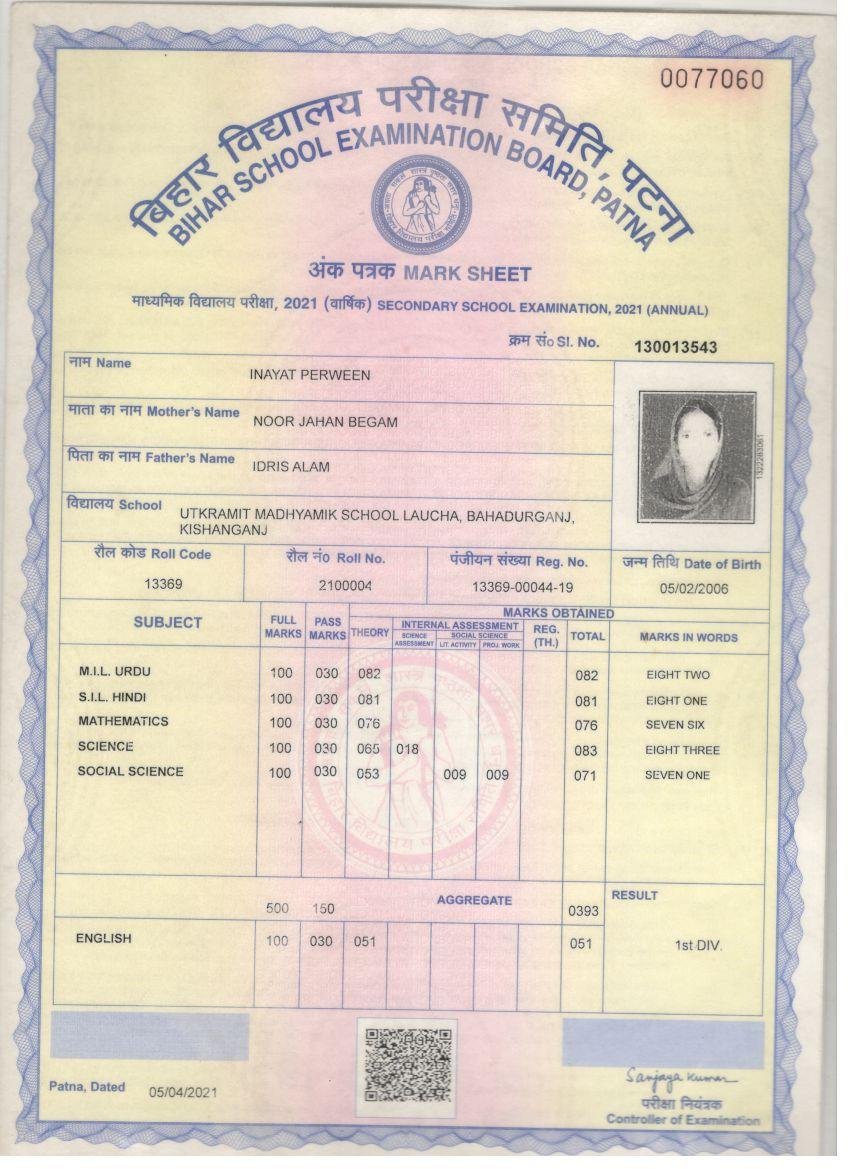 0077060
बिहार विद्यालय परीक्षा समिति, पटना
BIHAR SCHOOL EXAMINATION BOARD, PATNA
अंक पत्रक MARK SHEET
माध्यमिक विद्यालय परीक्षा, 2021 (वार्षिक) SECONDARY SCHOOL EXAMINATION, 2021 (ANNUAL)
क्रम सं० Sl. No. 130013543
नाम Name INAYAT PERWEEN
माता का नाम Mother's Name NOOR JAHAN BEGAM
पिता का नाम Father's Name IDRIS ALAM
विद्यालय School UTKRAMIT MADHYAMIK SCHOOL LAUCHA, BAHADURGANJ,
KISHANGANJ
रौल कोड Roll Code रौल नं० Roll No. पंजीयन संख्या Reg. No. जन्म तिथि Date of Birth
13369 2100004 13369-00044-19 05/02/2006
SUBJECT FULL MARKS PASS MARKS MARKS OBTAINED
THEORY INTERNAL ASSESSMENT REG. (TH.) TOTAL MARKS IN WORDS
SCIENCE ASSESSMENT SOCIAL SCIENCE
LIT. ACTIVITY PROJ. WORK
M.I.L. URDU 100 030 082 082 EIGHT TWO
S.I.L. HINDI 100 030 081 081 EIGHT ONE
MATHEMATICS 100 030 076 076 SEVEN SIX
SCIENCE 100 030 065 018 083 EIGHT THREE
SOCIAL SCIENCE 100 030 053 009 009 071 SEVEN ONE
500 150 AGGREGATE 0393 RESULT
ENGLISH 100 030 051 051 1st DIV.
Patna, Dated 05/04/2021
Sanjaya Kumar
परीक्षा नियंत्रक
Controller of Examination